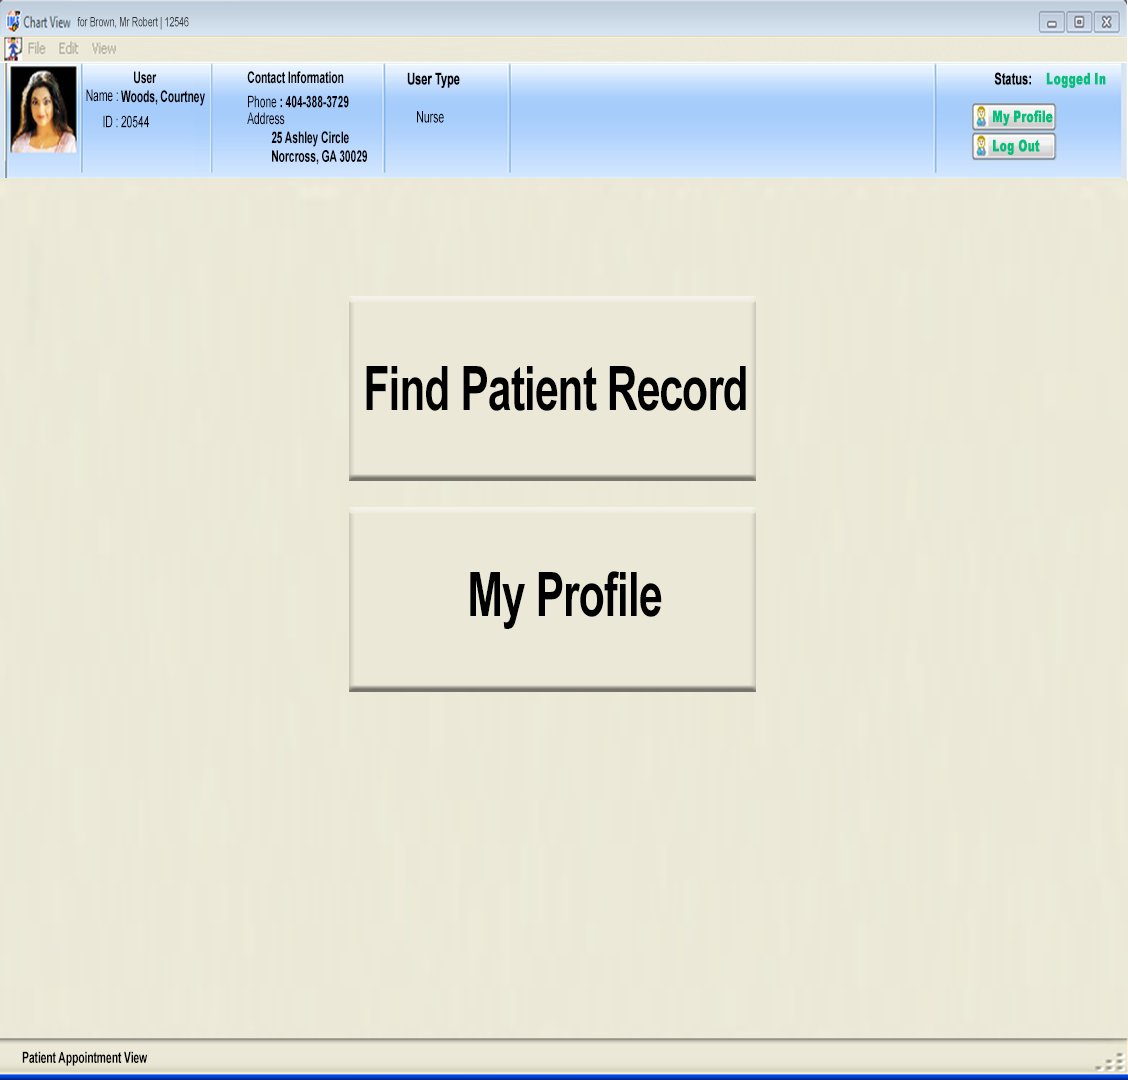 Chart View for Brown, Mr Robert | 12546
File Edit View
User
Name : Woods, Courtney
ID : 20544
Contact Information
Phone : 404-388-3729
Address
25 Ashley Circle
Norcross, GA 30029
User Type
Nurse
Status: Logged In
My Profile
Log Out
Find Patient Record
My Profile
Patient Appointment View